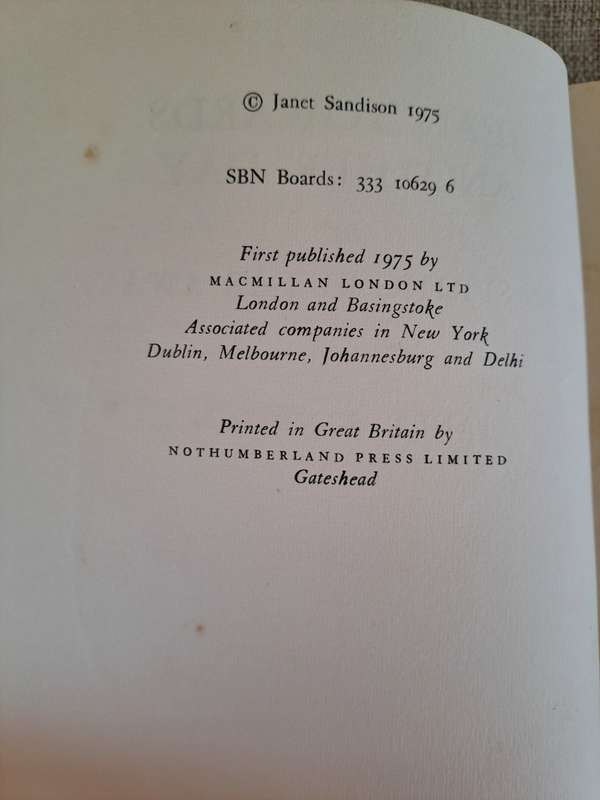 © Janet Sandison 1975
SBN Boards: 333 10629 6
First published 1975 by
MACMILLAN LONDON LTD
London and Basingstoke
Associated companies in New York
Dublin, Melbourne, Johannesburg and Delhi
Printed in Great Britain by
NOTHUMBERLAND PRESS LIMITED
Gateshead